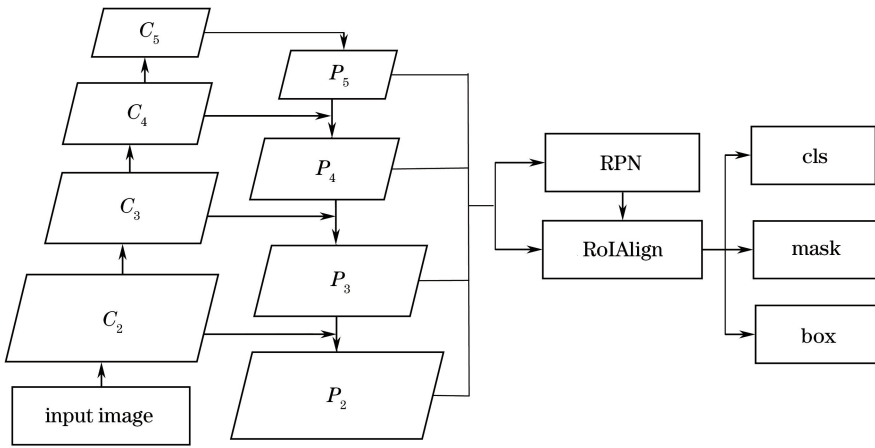 C₅
P₅
C₄
P₄
C₃
P₃
C₂
P₂
input image
RPN
RoIAlign
cls
mask
box